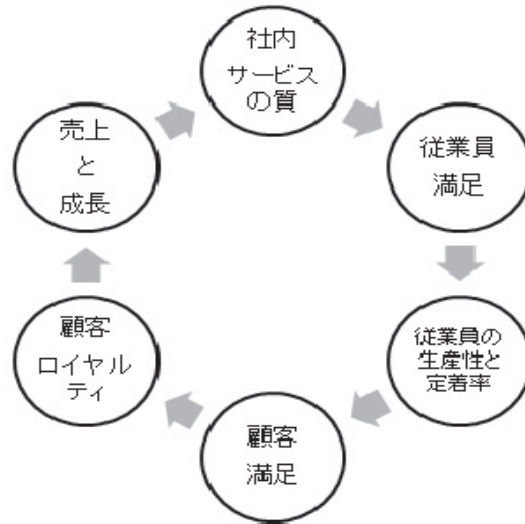 社内
サービス
の質
従業員
満足
従業員の
生産性と
定着率
顧客
満足
顧客
ロイヤル
ティ
売上
と
成長